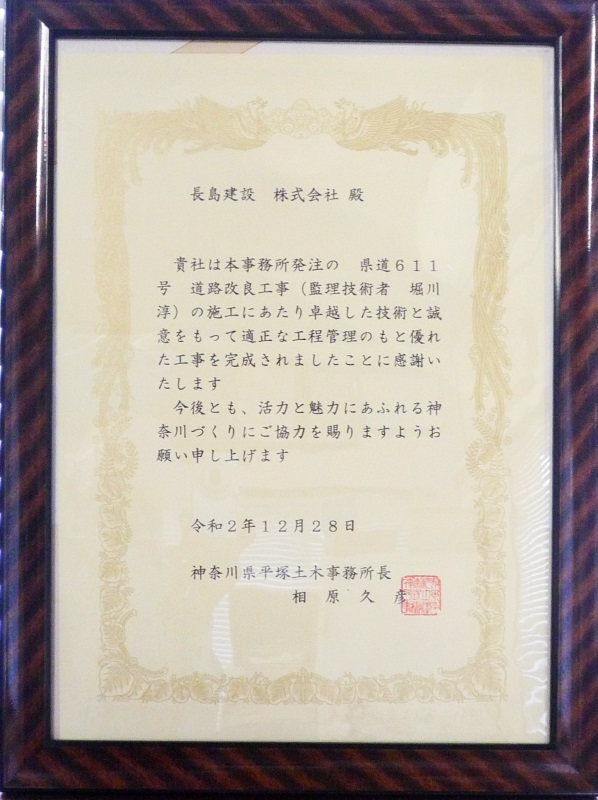 長島建設　株式会社 殿
貴社は本事務所発注の　県道６１１
号　道路改良工事（監理技術者　堀川
淳）の施工にあたり卓越した技術と誠
意をもって適正な工程管理のもと優れ
た工事を完成されましたことに感謝い
たします
今後とも、活力と魅力にあふれる神
奈川づくりにご協力を賜りますようお
願い申し上げます
令和２年１２月２８日
神奈川県平塚土木事務所長
相　原　久　彦